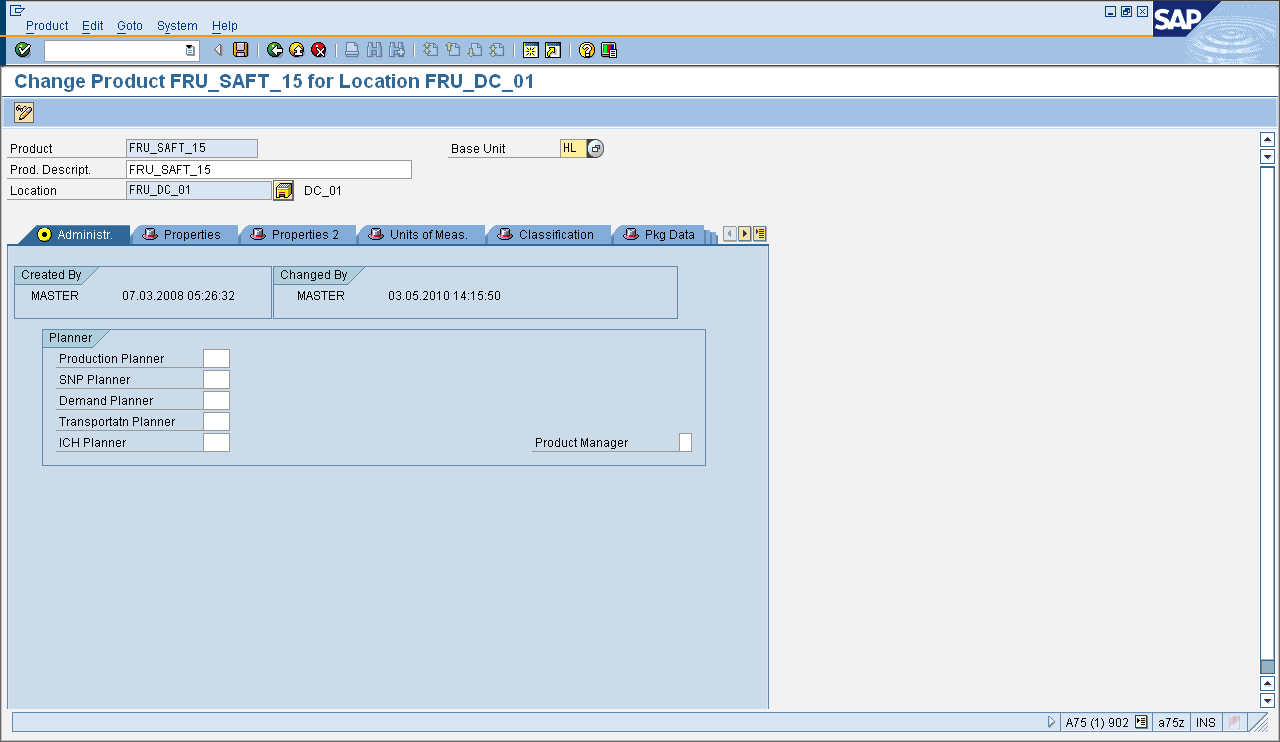 Product Edit Goto System Help
SAP
Change Product FRU_SAFT_15 for Location FRU_DC_01
Product FRU_SAFT_15 Base Unit HL
Prod. Descript. FRU_SAFT_15
Location FRU_DC_01 DC_01
Administr. Properties Properties 2 Units of Meas. Classification Pkg Data
Created By Changed By
MASTER 07.03.2008 05:26:32 MASTER 03.05.2010 14:15:50
Planner
Production Planner
SNP Planner
Demand Planner
Transportatn Planner
ICH Planner Product Manager
A75 (1) 902 a75z INS